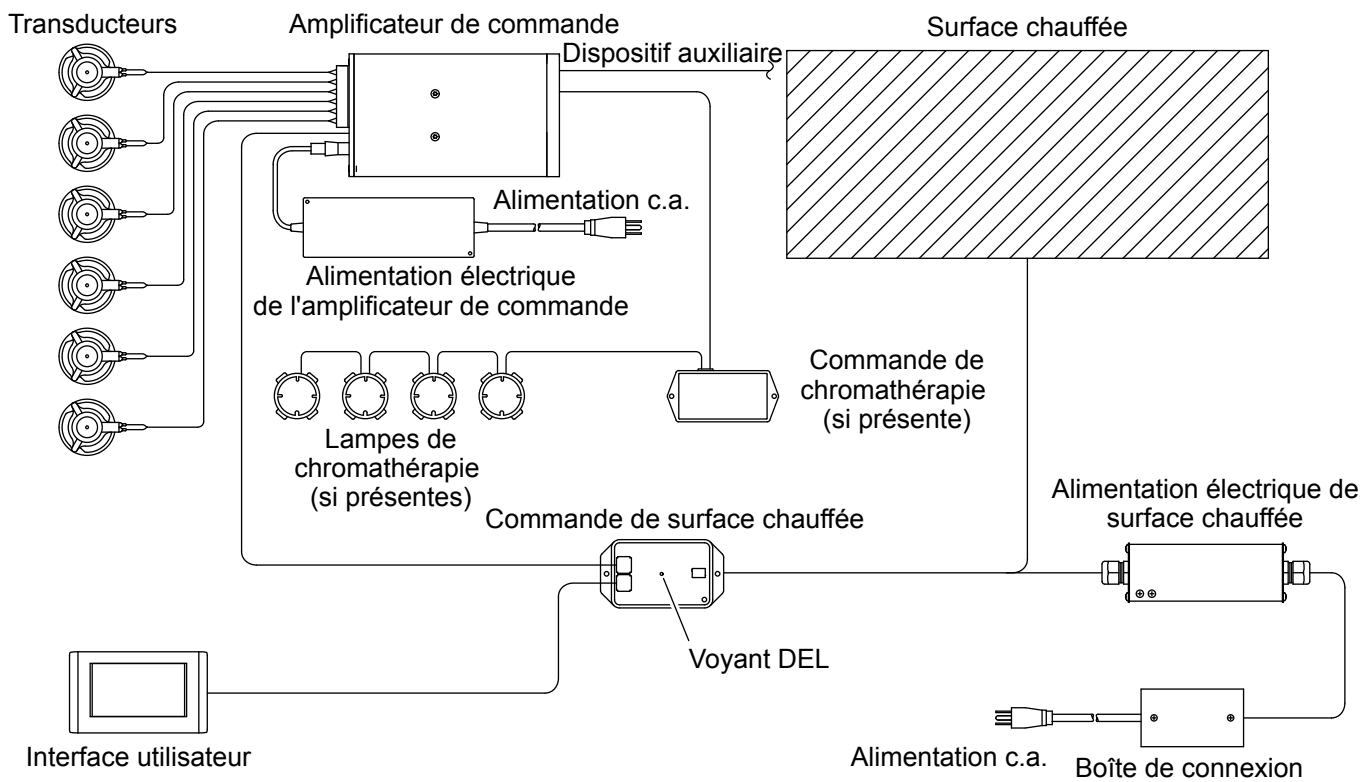 Transducteurs
Amplificateur de commande
Dispositif auxiliaire
Surface chauffée
Alimentation c.a.
Alimentation électrique
de l'amplificateur de commande
Commande de
chromathérapie
(si présente)
Lampes de
chromathérapie
(si présentes)
Alimentation électrique de
surface chauffée
Commande de surface chauffée
Voyant DEL
Interface utilisateur
Alimentation c.a.
Boîte de connexion